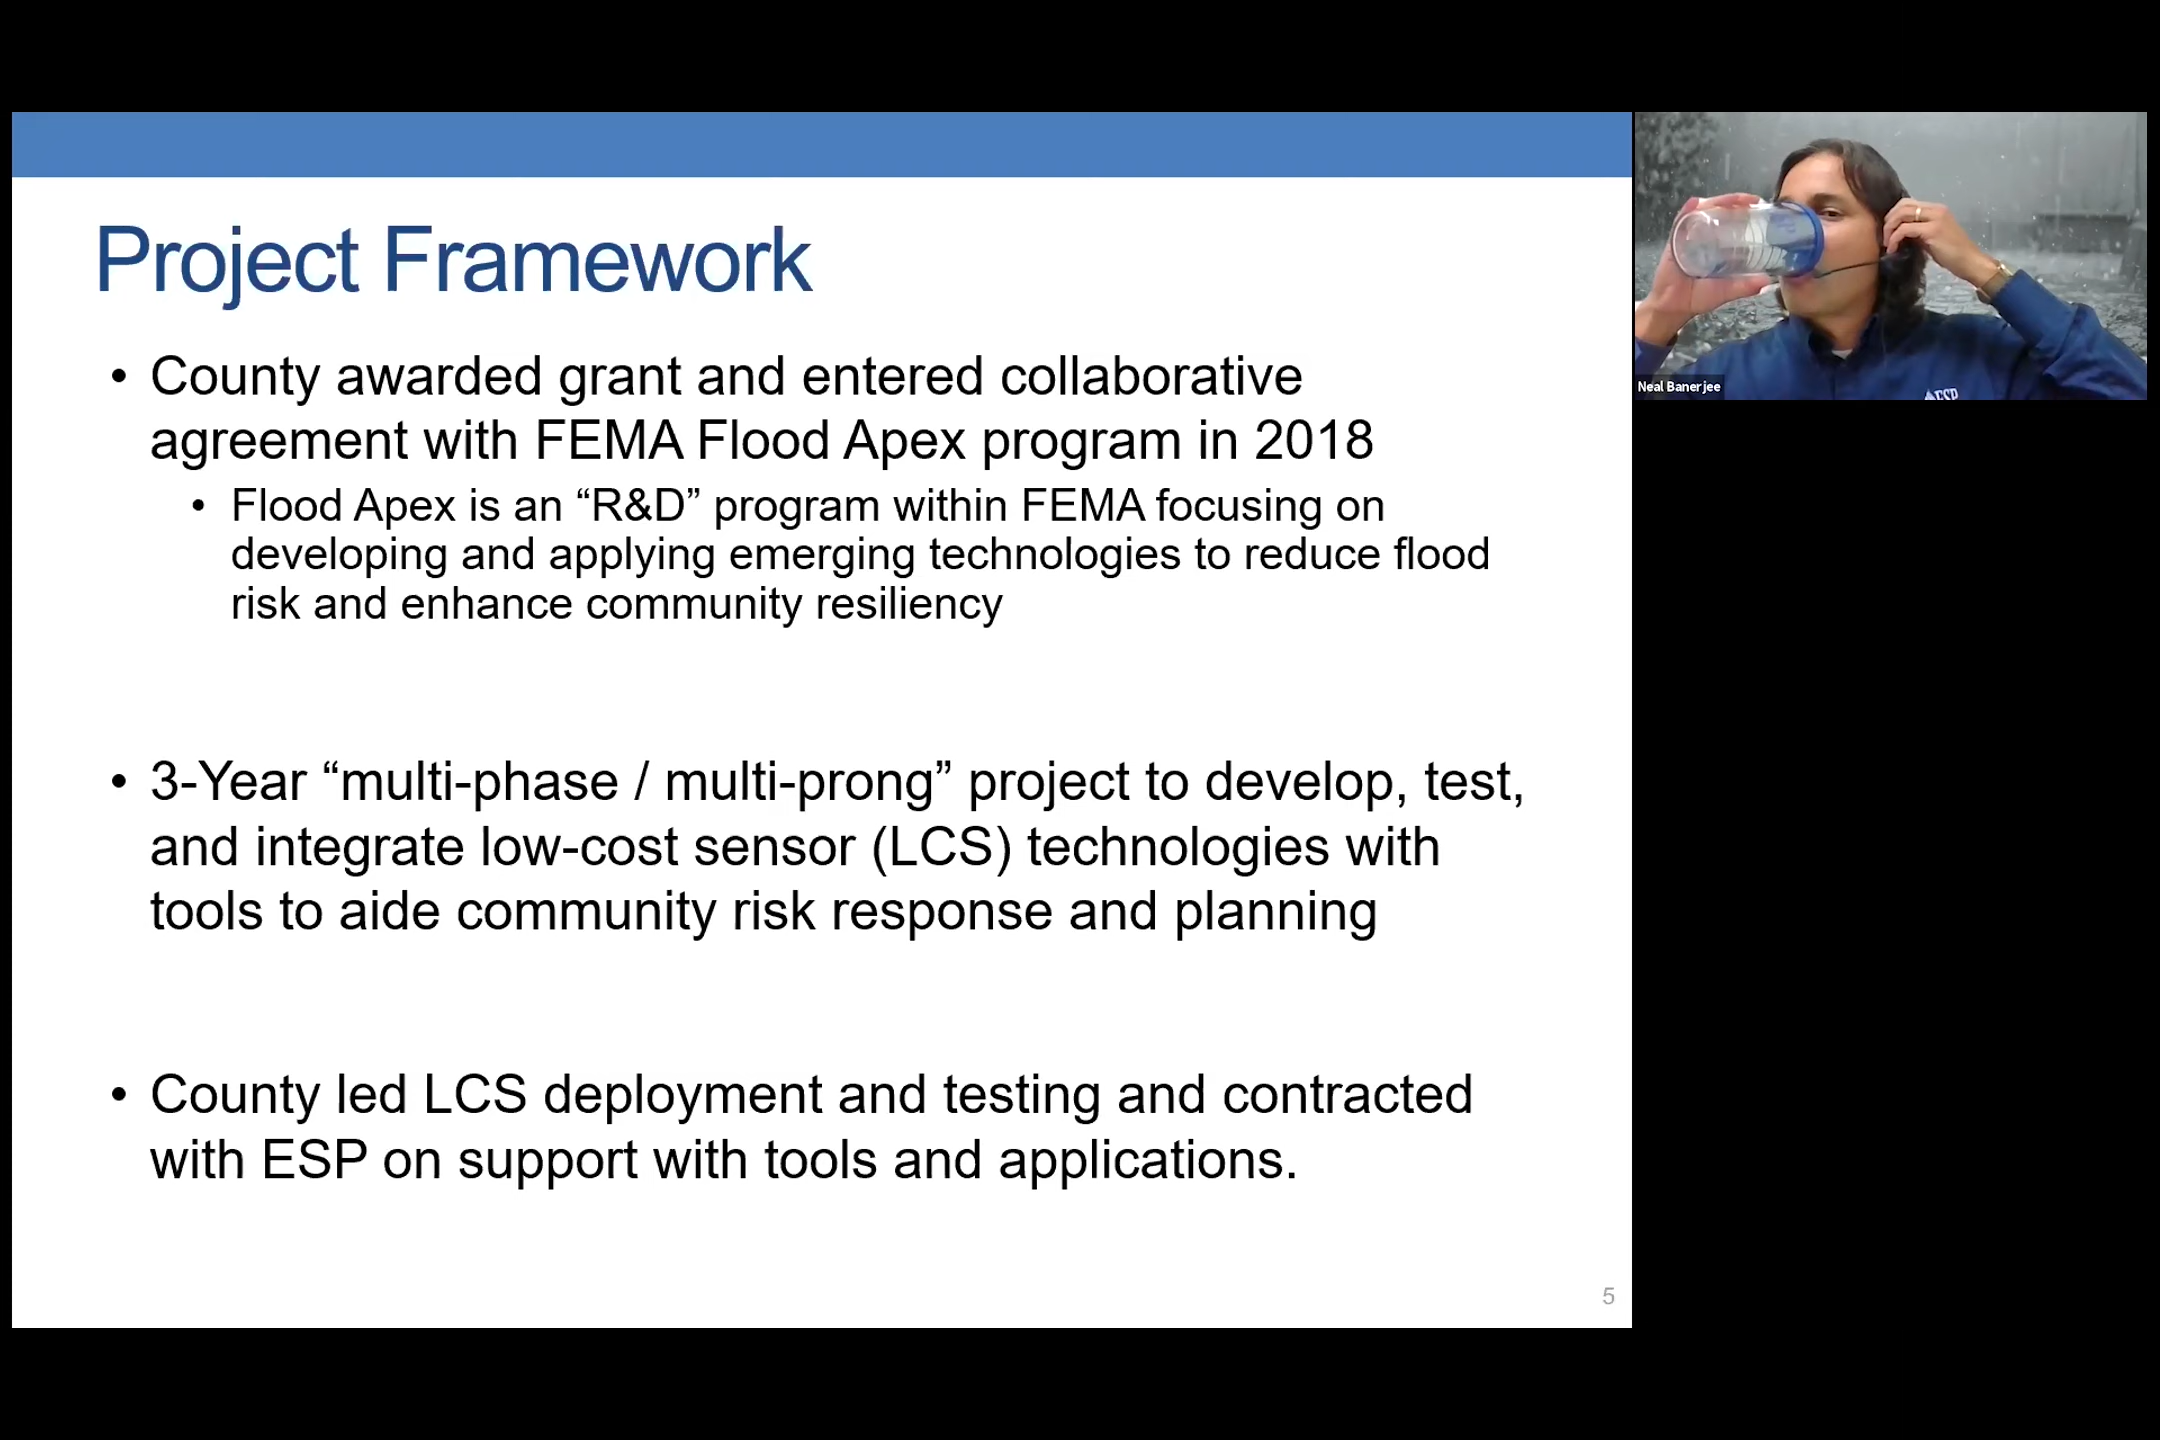 Project Framework
• County awarded grant and entered collaborative
agreement with FEMA Flood Apex program in 2018
• Flood Apex is an “R&D” program within FEMA focusing on
developing and applying emerging technologies to reduce flood
risk and enhance community resiliency
• 3-Year “multi-phase / multi-prong” project to develop, test,
and integrate low-cost sensor (LCS) technologies with
tools to aide community risk response and planning
• County led LCS deployment and testing and contracted
with ESP on support with tools and applications.
5
Neal Banerjee
ESP